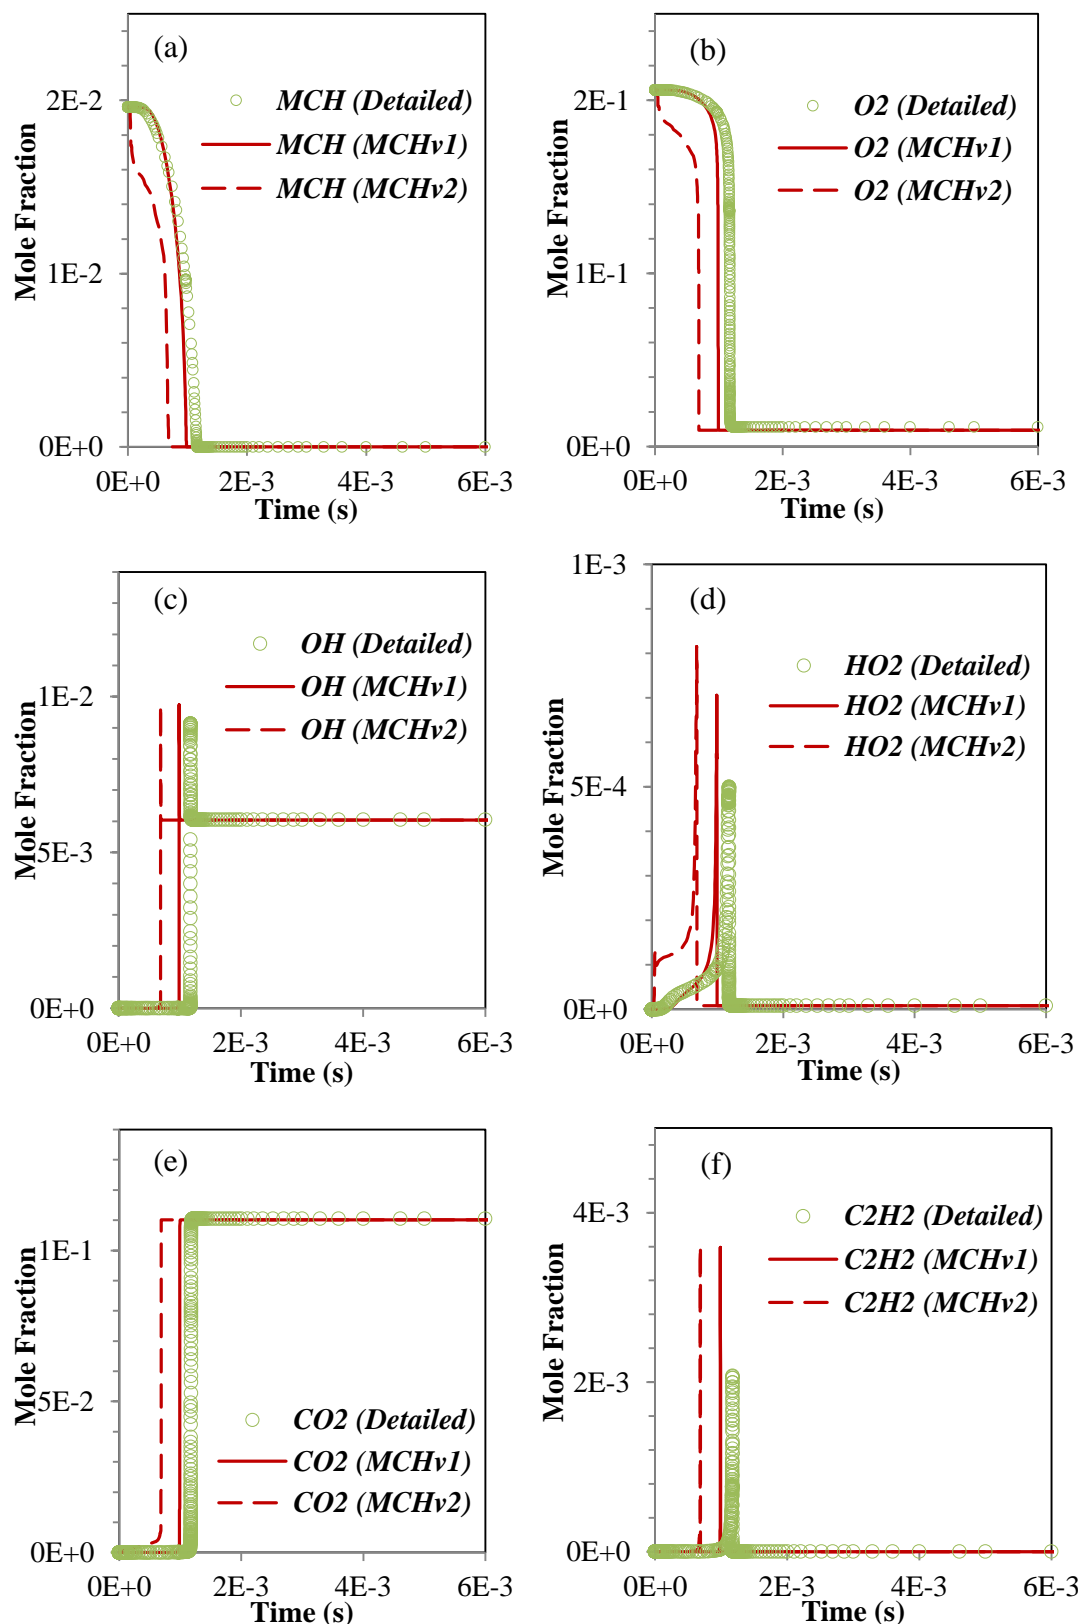 (a)
MCH (Detailed)
MCH (MCHv1)
MCH (MCHv2)
2E-2
1E-2
0E+0
Mole Fraction
0E+0 2E-3 4E-3 6E-3
Time (s)
(b)
O2 (Detailed)
O2 (MCHv1)
O2 (MCHv2)
2E-1
1E-1
0E+0
Mole Fraction
0E+0 2E-3 4E-3 6E-3
Time (s)
(c)
OH (Detailed)
OH (MCHv1)
OH (MCHv2)
1E-2
5E-3
0E+0
Mole Fraction
0E+0 2E-3 4E-3 6E-3
Time (s)
(d)
HO2 (Detailed)
HO2 (MCHv1)
HO2 (MCHv2)
1E-3
5E-4
0E+0
Mole Fraction
0E+0 2E-3 4E-3 6E-3
Time (s)
(e)
CO2 (Detailed)
CO2 (MCHv1)
CO2 (MCHv2)
1E-1
5E-2
0E+0
Mole Fraction
0E+0 2E-3 4E-3 6E-3
Time (s)
(f)
C2H2 (Detailed)
C2H2 (MCHv1)
C2H2 (MCHv2)
4E-3
2E-3
0E+0
Mole Fraction
0E+0 2E-3 4E-3 6E-3
Time (s)